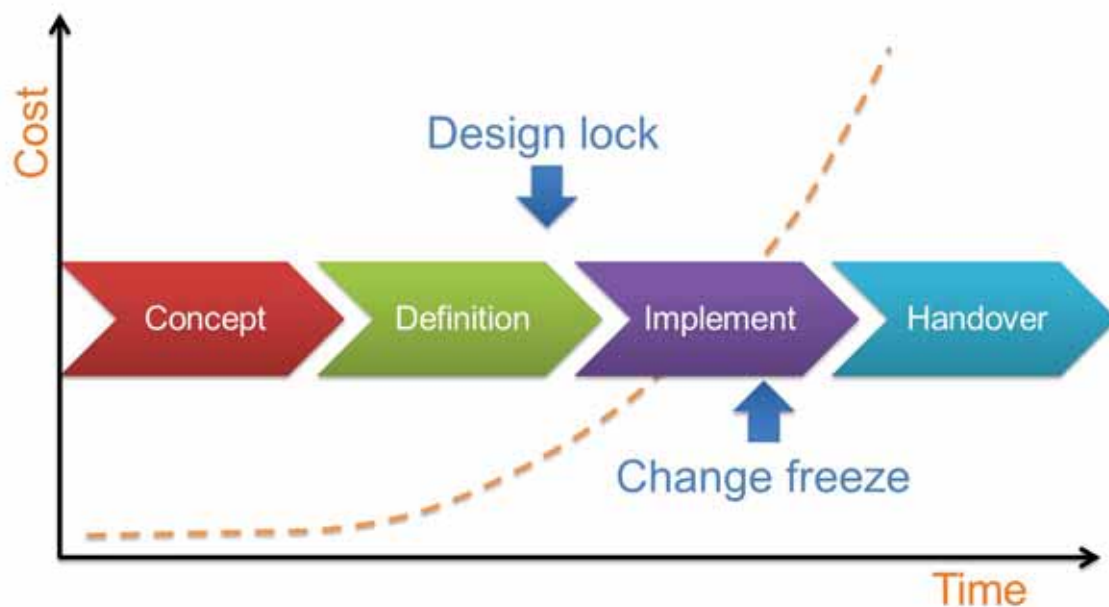 Cost
Design lock
Concept
Definition
Implement
Handover
Change freeze
Time